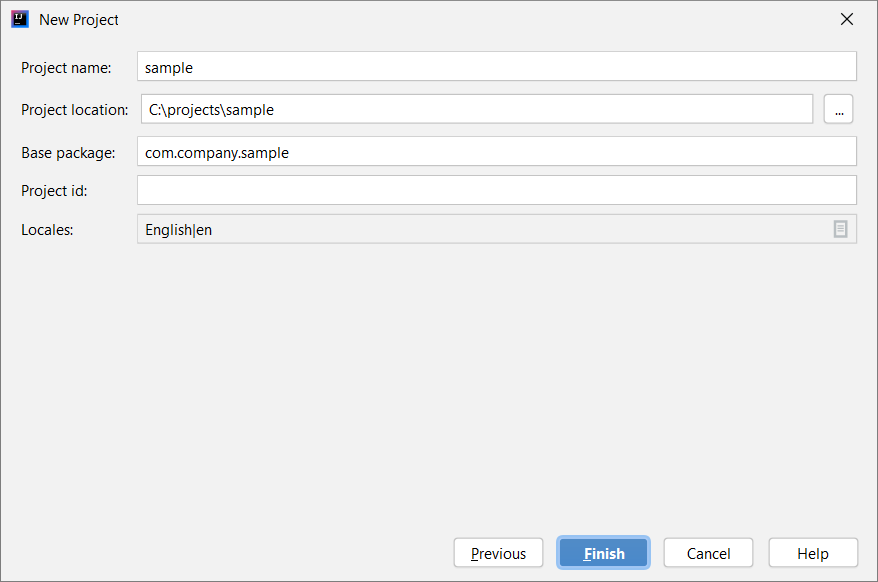 New Project
Project name: sample
Project location: C:\projects\sample ...
Base package: com.company.sample
Project id:
Locales: English|en
Previous Finish Cancel Help